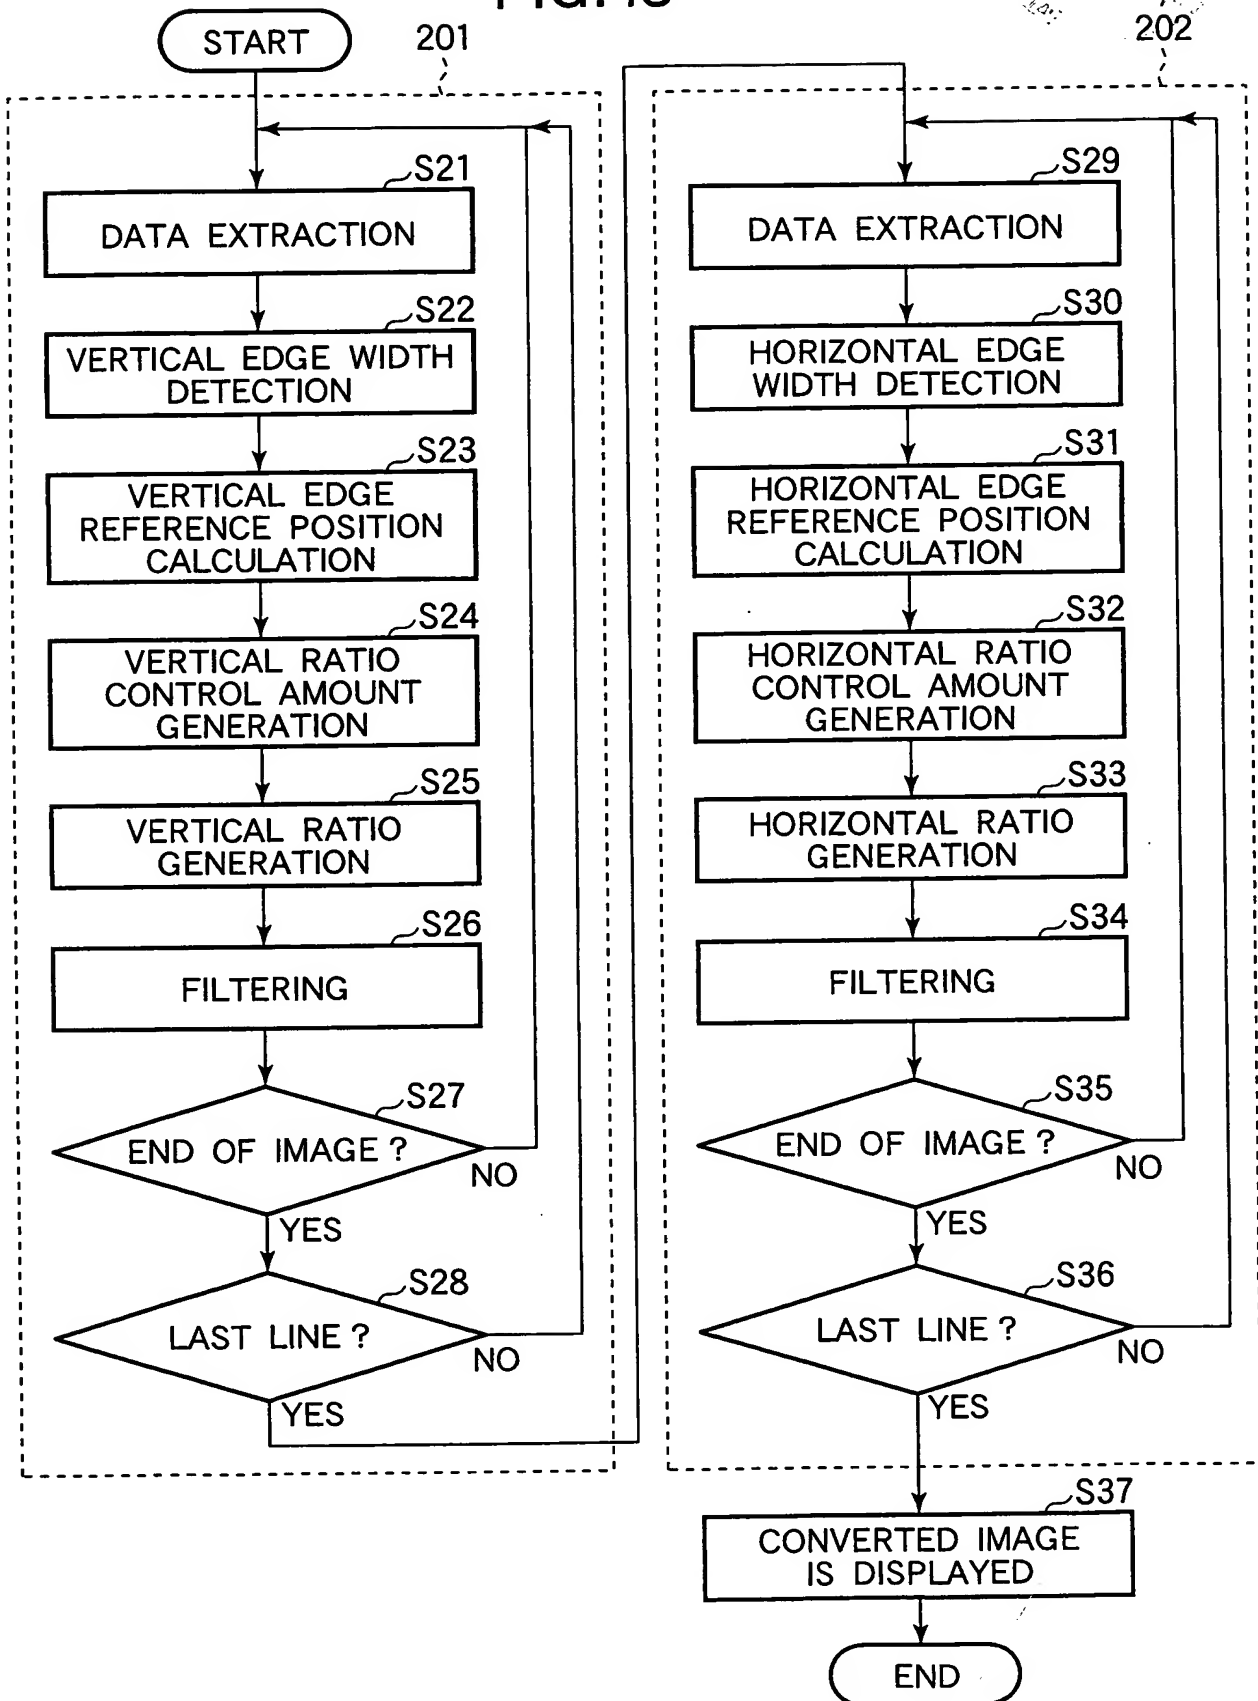 START
201
S21
DATA EXTRACTION
S22
VERTICAL EDGE WIDTH
DETECTION
S23
VERTICAL EDGE
REFERENCE POSITION
CALCULATION
S24
VERTICAL RATIO
CONTROL AMOUNT
GENERATION
S25
VERTICAL RATIO
GENERATION
S26
FILTERING
S27
END OF IMAGE ?
NO
YES
S28
LAST LINE ?
NO
YES
202
S29
DATA EXTRACTION
S30
HORIZONTAL EDGE
WIDTH DETECTION
S31
HORIZONTAL EDGE
REFERENCE POSITION
CALCULATION
S32
HORIZONTAL RATIO
CONTROL AMOUNT
GENERATION
S33
HORIZONTAL RATIO
GENERATION
S34
FILTERING
S35
END OF IMAGE ?
NO
YES
S36
LAST LINE ?
NO
YES
S37
CONVERTED IMAGE
IS DISPLAYED
END